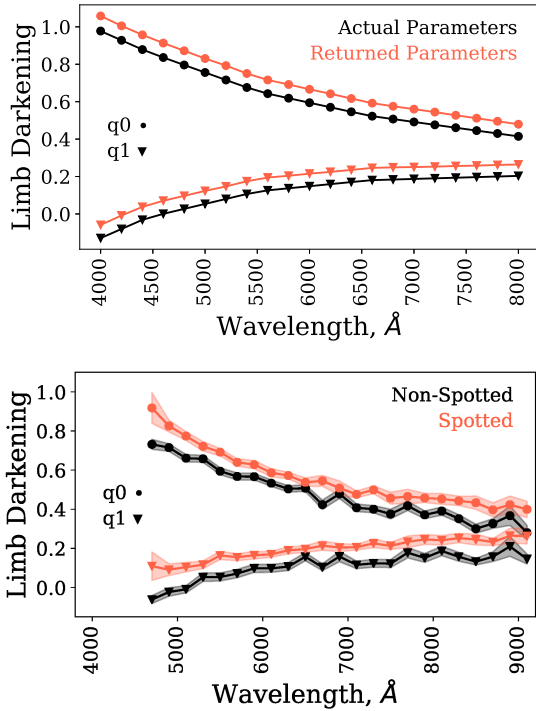 Actual Parameters
Returned Parameters
1.0
0.8
0.6
0.4
0.2
0.0
Limb Darkening
q0
q1
4000
4500
5000
5500
6000
6500
7000
7500
8000
Wavelength, Å
Non-Spotted
Spotted
1.0
0.8
0.6
0.4
0.2
0.0
Limb Darkening
q0
q1
4000
5000
6000
7000
8000
9000
Wavelength, Å